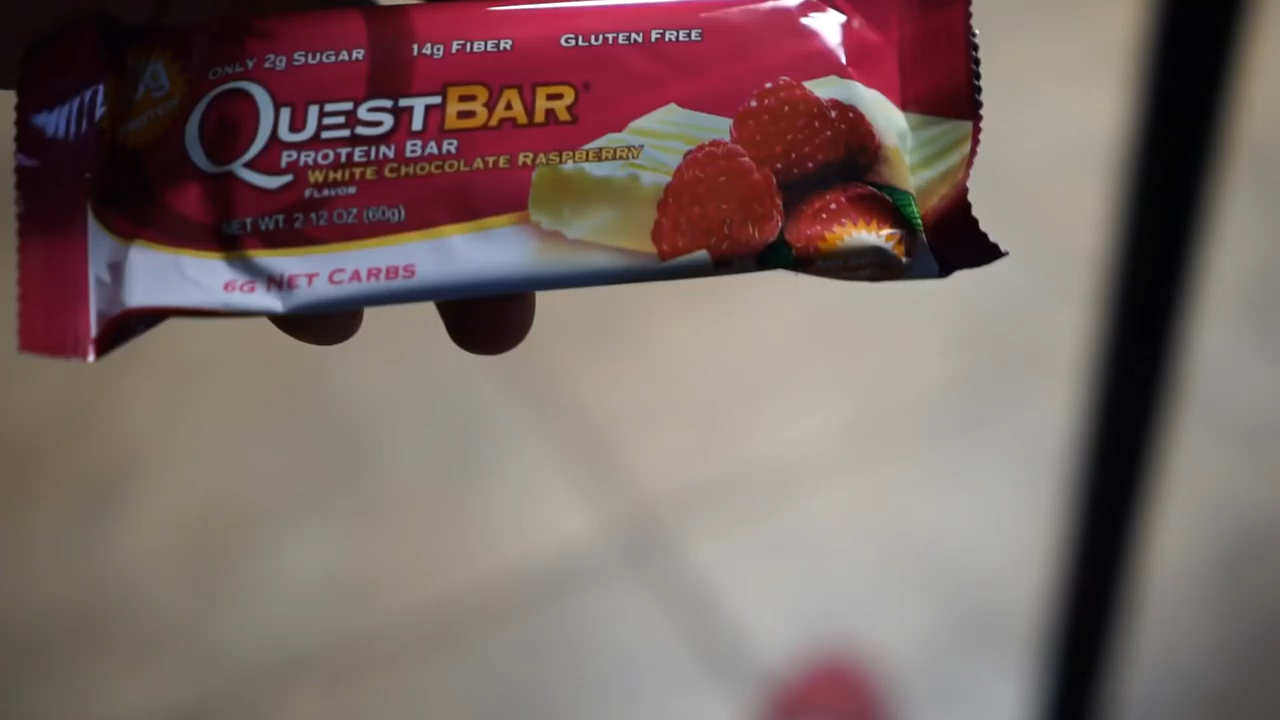 ONLY 2g SUGAR 14g FIBER GLUTEN FREE
QUESTBAR
PROTEIN BAR
WHITE CHOCOLATE RASPBERRY
FLAVOR
NET WT. 2.12 OZ (60g)
6G NET CARBS